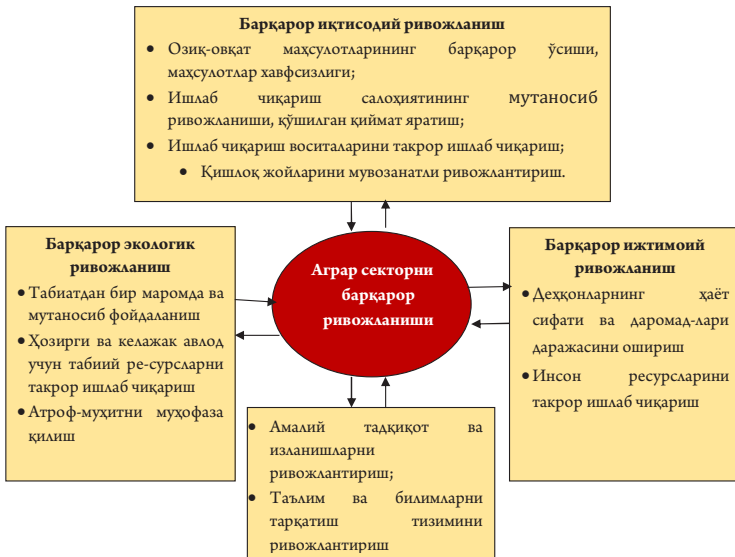 Барқарор иқтисодий ривожланиш
• Озиқ-овқат маҳсулотларининг барқарор ўсиши,
маҳсулотлар хавфсизлиги;
• Ишлаб чиқариш салоҳиятининг мутаносиб
ривожланиши, қўшилган қиймат яратиш;
• Ишлаб чиқариш воситаларини такрор ишлаб чиқариш;
• Қишлоқ жойларини мувозанатли ривожлантириш.
Барқарор экологик
ривожланиш
• Табиатдан бир маромда ва
мутаносиб фойдаланиш
• Ҳозирги ва келажак авлод
учун табиий ре-сурсларни
такрор ишлаб чиқариш
• Атроф-муҳитни муҳофаза
қилиш
Аграр секторни
барқарор
ривожланиши
Барқарор ижтимоий
ривожланиш
• Деҳқонларнинг ҳаёт
сифати ва даромад-лари
даражасини ошириш
• Инсон ресурсларини
такрор ишлаб чиқариш
• Амалий тадқиқот ва
изланишларни
ривожлантириш;
• Таълим ва билимларни
тарқатиш тизимини
ривожлантириш